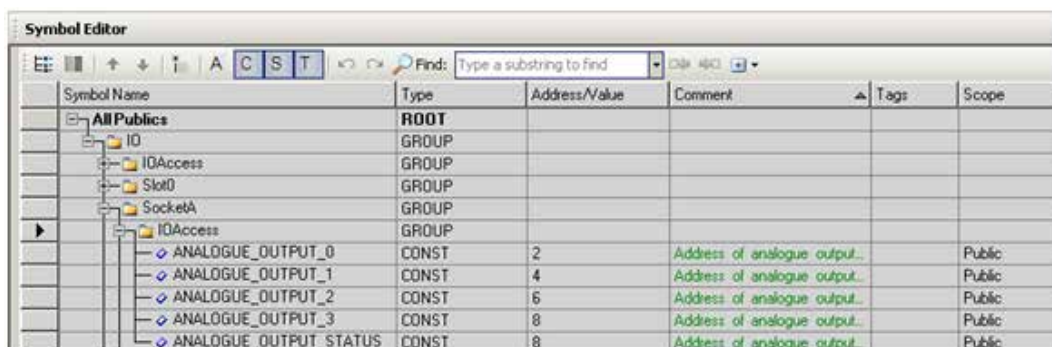 Symbol Editor
A C S T Find: Type a substring to find
Symbol Name Type Address/Value Comment Tags Scope
All Publics ROOT
IO GROUP
IOAccess GROUP
Slot0 GROUP
SocketA GROUP
IOAccess GROUP
ANALOGUE_OUTPUT_0 CONST 2 Address of analogue output... Public
ANALOGUE_OUTPUT_1 CONST 4 Address of analogue output... Public
ANALOGUE_OUTPUT_2 CONST 6 Address of analogue output... Public
ANALOGUE_OUTPUT_3 CONST 8 Address of analogue output... Public
ANALOGUE_OUTPUT_STATUS CONST 8 Address of analogue output... Public